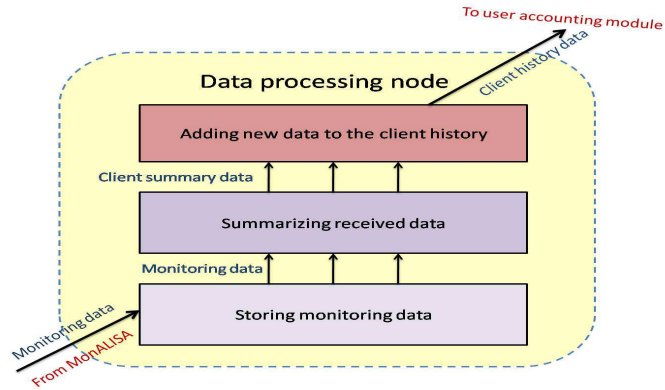 To user accounting module
Client history data
Data processing node
Adding new data to the client history
Client summary data
Summarizing received data
Monitoring data
Storing monitoring data
Monitoring data
From MonALISA